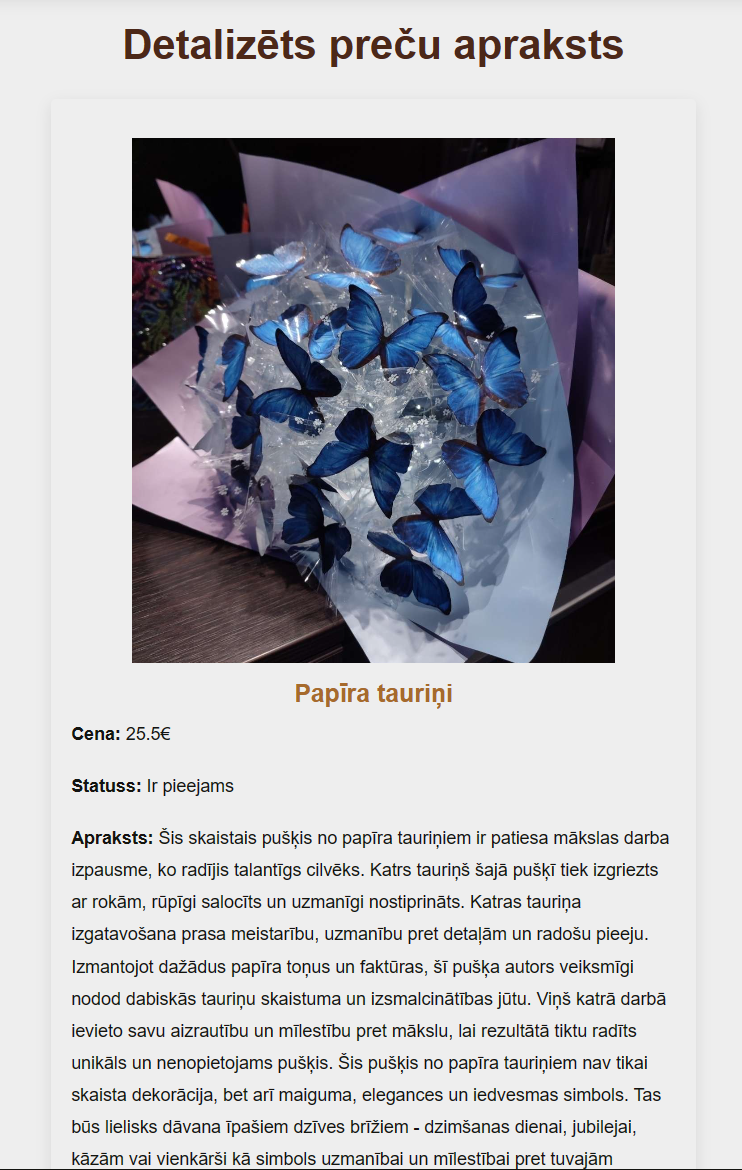 Detalizēts preču apraksts
Papīra tauriņi
Cena: 25.5€
Statuss: Ir pieejams
Apraksts: Šis skaistais pušķis no papīra tauriņiem ir patiesa mākslas darba
izpausme, ko radījis talantīgs cilvēks. Katrs tauriņš šajā pušķī tiek izgriezts
ar rokām, rūpīgi salocīts un uzmanīgi nostiprināts. Katras tauriņa
izgatavošana prasa meistarību, uzmanību pret detaļām un radošu pieeju.
Izmantojot dažādus papīra toņus un faktūras, šī pušķa autors veiksmīgi
nodod dabiskās tauriņu skaistuma un izsmalcinātības jūtu. Viņš katrā darbā
ievieto savu aizrautību un mīlestību pret mākslu, lai rezultātā tiktu radīts
unikāls un nenopietojams pušķis. Šis pušķis no papīra tauriņiem nav tikai
skaista dekorācija, bet arī maiguma, elegances un iedvesmas simbols. Tas
būs lielisks dāvana īpašiem dzīves brīžiem - dzimšanas dienai, jubilejai,
kāzām vai vienkārši kā simbols uzmanībai un mīlestībai pret tuvajām